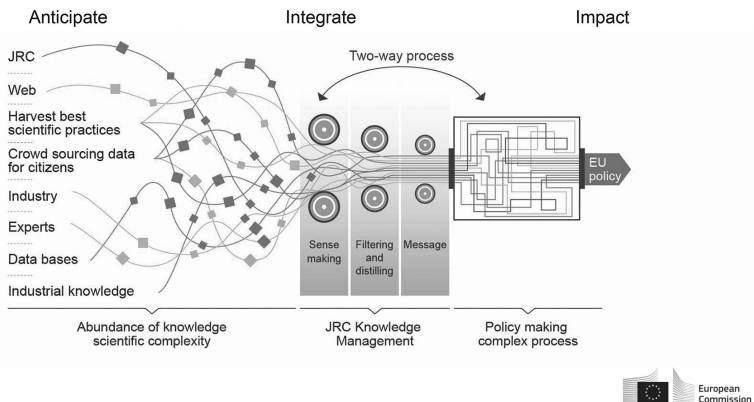 Anticipate
Integrate
Impact
Two-way process
JRC
Web
Harvest best
scientific practices
Crowd sourcing data
for citizens
Industry
Experts
Data bases
Industrial knowledge
Sense
making
Filtering
and
distilling
Message
EU
policy
Abundance of knowledge
scientific complexity
JRC Knowledge
Management
Policy making
complex process
European
Commission